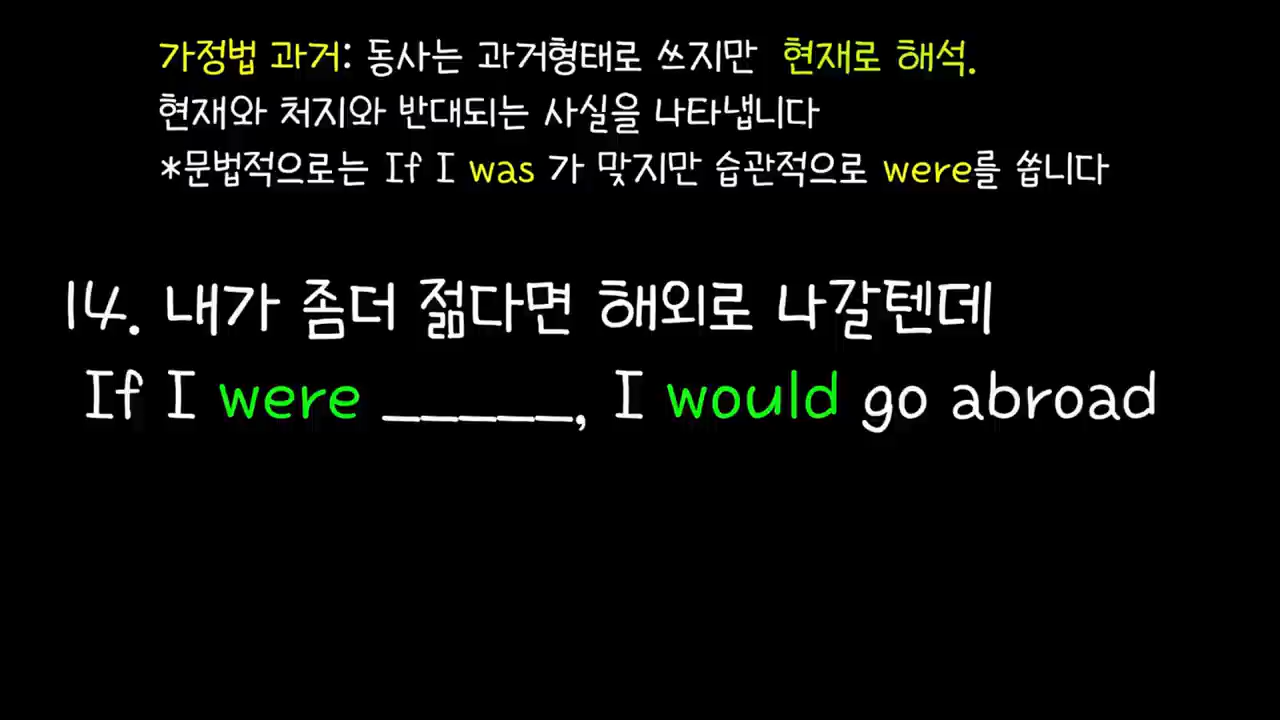 가정법 과거: 동사는 과거형태로 쓰지만 현재로 해석.
현재와 처지와 반대되는 사실을 나타냅니다
*문법적으로는 If I was 가 맞지만 습관적으로 were를 씁니다
14. 내가 좀더 젊다면 해외로 나갈텐데
If I were _____, I would go abroad